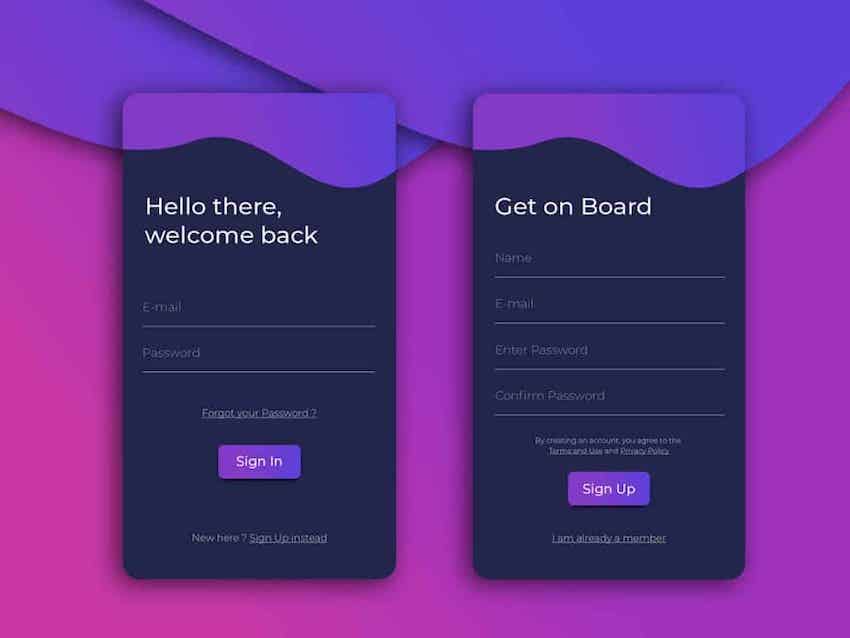 Hello there,
welcome back
E-mail
Password
Forgot your Password ?
Sign In
New here ? Sign Up instead
Get on Board
Name
E-mail
Enter Password
Confirm Password
By creating an account, you agree to the
Terms and Use and Privacy Policy
Sign Up
I am already a member